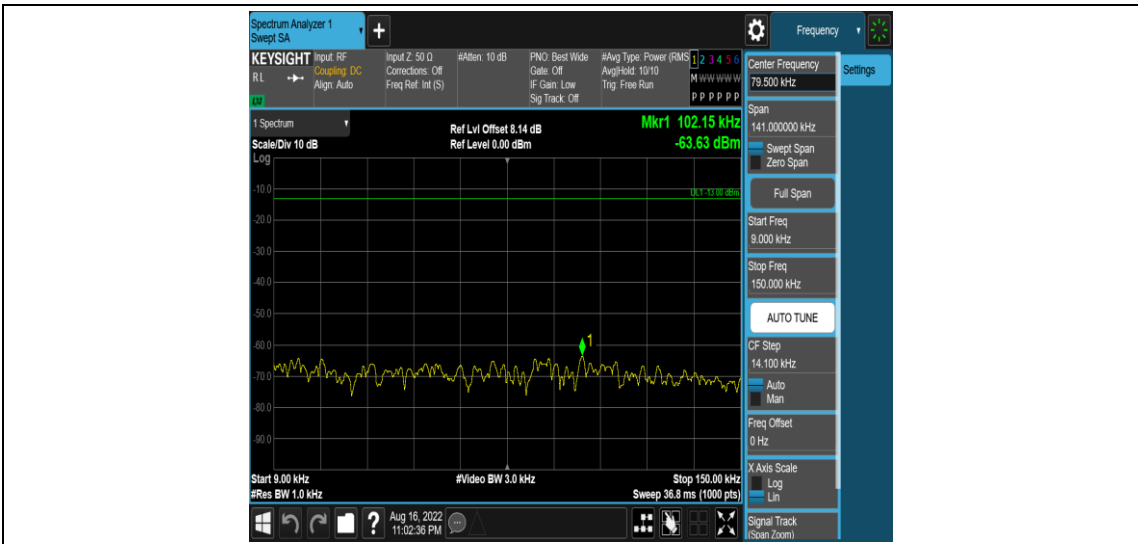 Spectrum Analyzer 1
Swept SA
+
Frequency
KEYSIGHT
RL
LXI
Input: RF
Coupling: DC
Align: Auto
Input Z: 50 Ω
Corrections: Off
Freq Ref: Int (S)
#Atten: 10 dB
PNO: Best Wide
Gate: Off
IF Gain: Low
Sig Track: Off
#Avg Type: Power (RMS
Avg|Hold: 10/10
Trig: Free Run
1 2 3 4 5 6
M W W W W W
P P P P P P
1 Spectrum
Scale/Div 10 dB
Log
Ref Lvl Offset 8.14 dB
Ref Level 0.00 dBm
Mkr1 102.15 kHz
-63.63 dBm
DL1 -13.00 dBm
-10.0
-20.0
-30.0
-40.0
-50.0
-60.0
-70.0
-80.0
-90.0
1
Start 9.00 kHz
#Res BW 1.0 kHz
#Video BW 3.0 kHz
Stop 150.00 kHz
Sweep 36.8 ms (1000 pts)
?
Aug 16, 2022
11:02:36 PM
Center Frequency
79.500 kHz
Settings
Span
141.000000 kHz
Swept Span
Zero Span
Full Span
Start Freq
9.000 kHz
Stop Freq
150.000 kHz
AUTO TUNE
CF Step
14.100 kHz
Auto
Man
Freq Offset
0 Hz
X Axis Scale
Log
Lin
Signal Track
(Span Zoom)